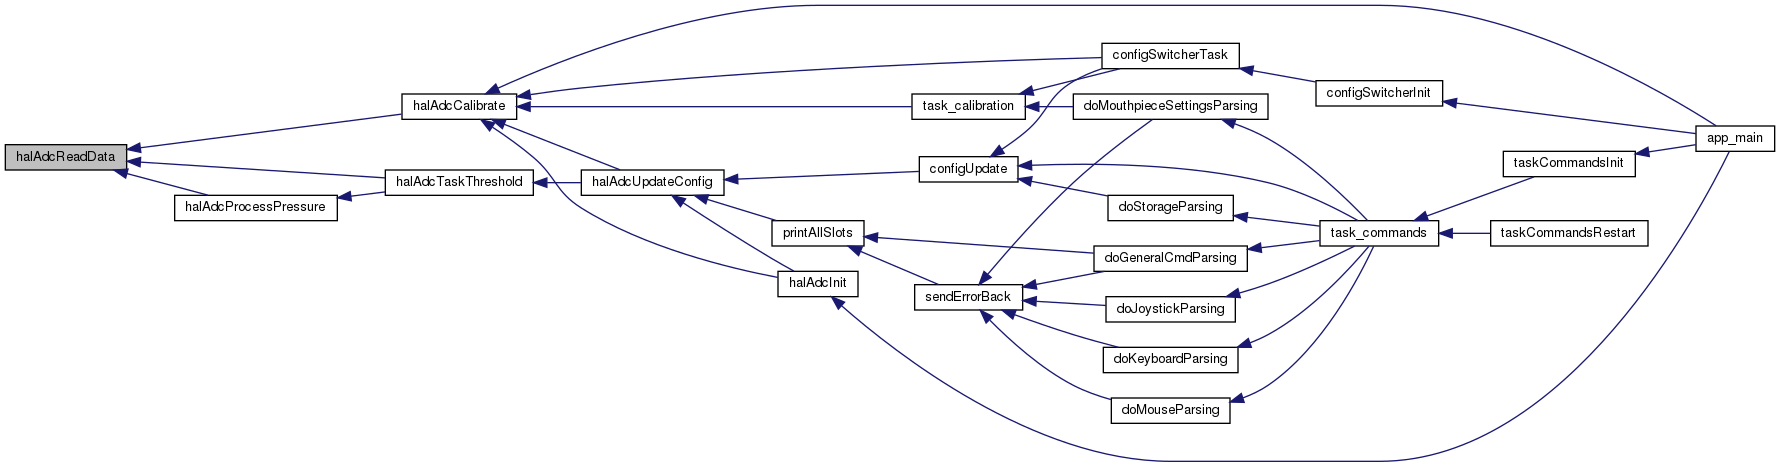 halAdcReadData
halAdcCalibrate
halAdcTaskThreshold
halAdcProcessPressure
halAdcUpdateConfig
printAllSlots
halAdcInit
task_calibration
configUpdate
sendErrorBack
configSwitcherTask
doMouthpieceSettingsParsing
doStorageParsing
doGeneralCmdParsing
doJoystickParsing
doKeyboardParsing
doMouseParsing
configSwitcherInit
task_commands
taskCommandsInit
taskCommandsRestart
app_main